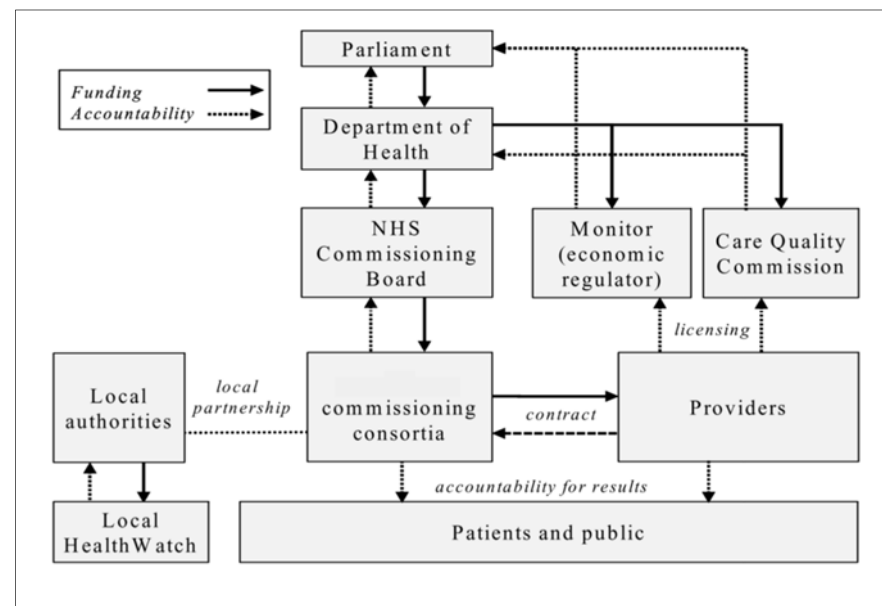 Parliament
Funding
Accountability
Department of
Health
NHS
Commissioning
Board
Monitor
(economic
regulator)
Care Quality
Commission
licensing
Local
authorities
local
partnership
commissioning
consortia
contract
Providers
accountability for results
Local
HealthWatch
Patients and public